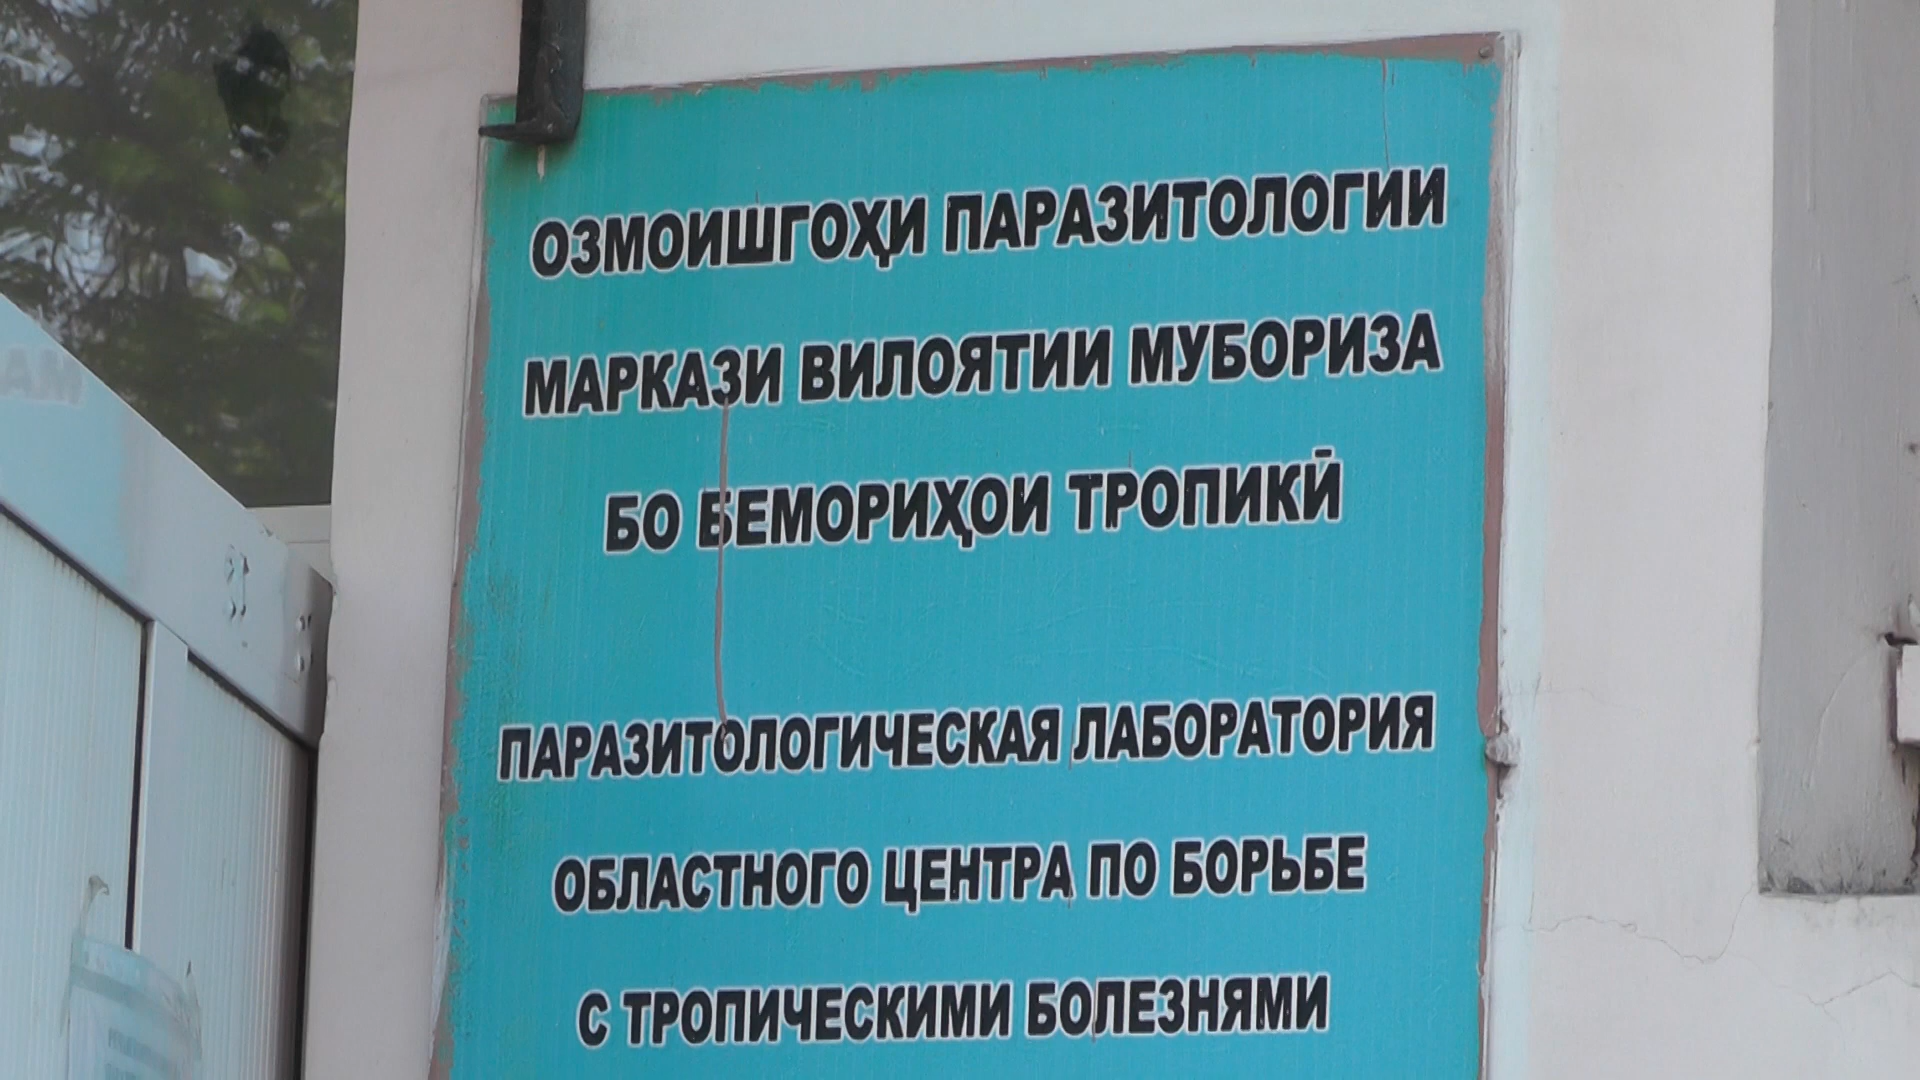 ОЗМОИШГОҲИ ПАРАЗИТОЛОГИИ
МАРКАЗИ ВИЛОЯТИИ МУБОРИЗА
БО БЕМОРИҲОИ ТРОПИКӢ
ПАРАЗИТОЛОГИЧЕСКАЯ ЛАБОРАТОРИЯ
ОБЛАСТНОГО ЦЕНТРА ПО БОРЬБЕ
С ТРОПИЧЕСКИМИ БОЛЕЗНЯМИ